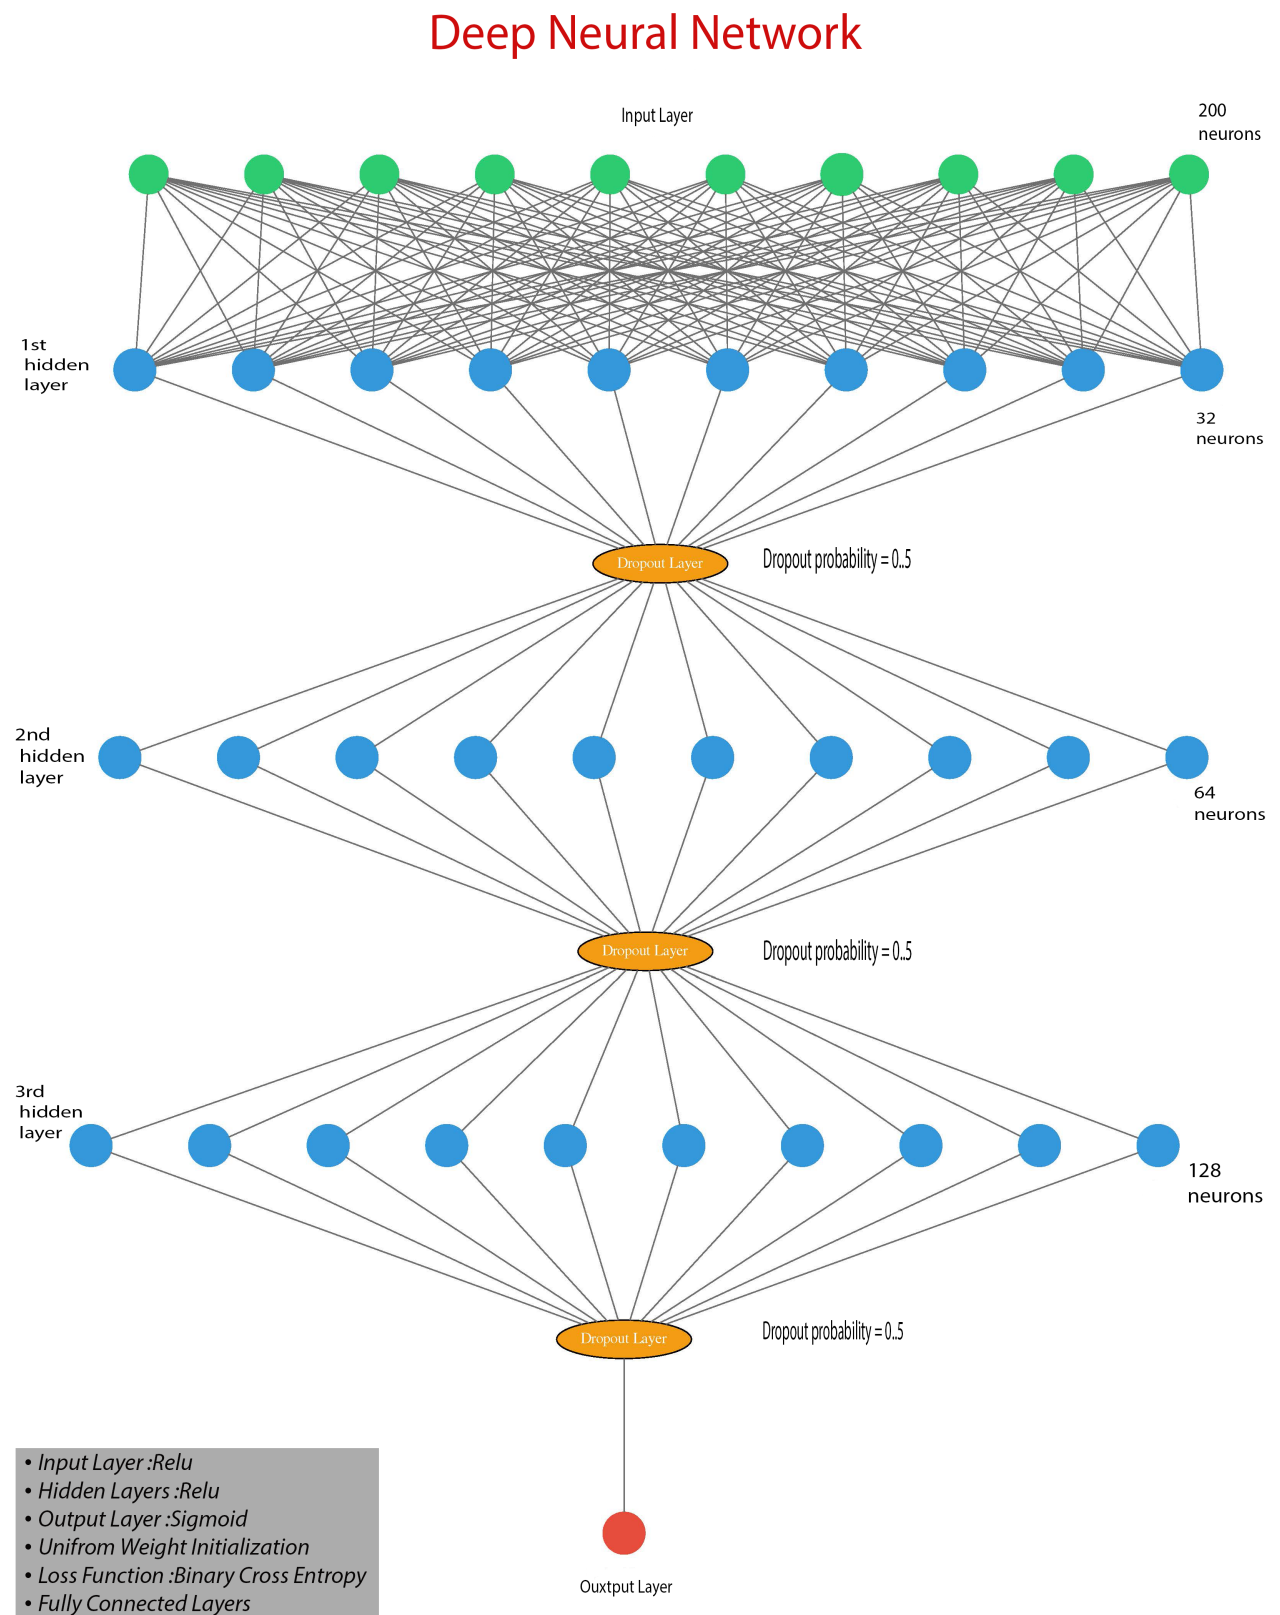 Deep Neural Network
Input Layer
200
neurons
1st
hidden
layer
32
neurons
Dropout Layer
Dropout probability = 0..5
2nd
hidden
layer
64
neurons
Dropout Layer
Dropout probability = 0..5
3rd
hidden
layer
128
neurons
Dropout Layer
Dropout probability = 0..5
• Input Layer :Relu
• Hidden Layers :Relu
• Output Layer :Sigmoid
• Unifrom Weight Initialization
• Loss Function :Binary Cross Entropy
• Fully Connected Layers
Ouxtput Layer